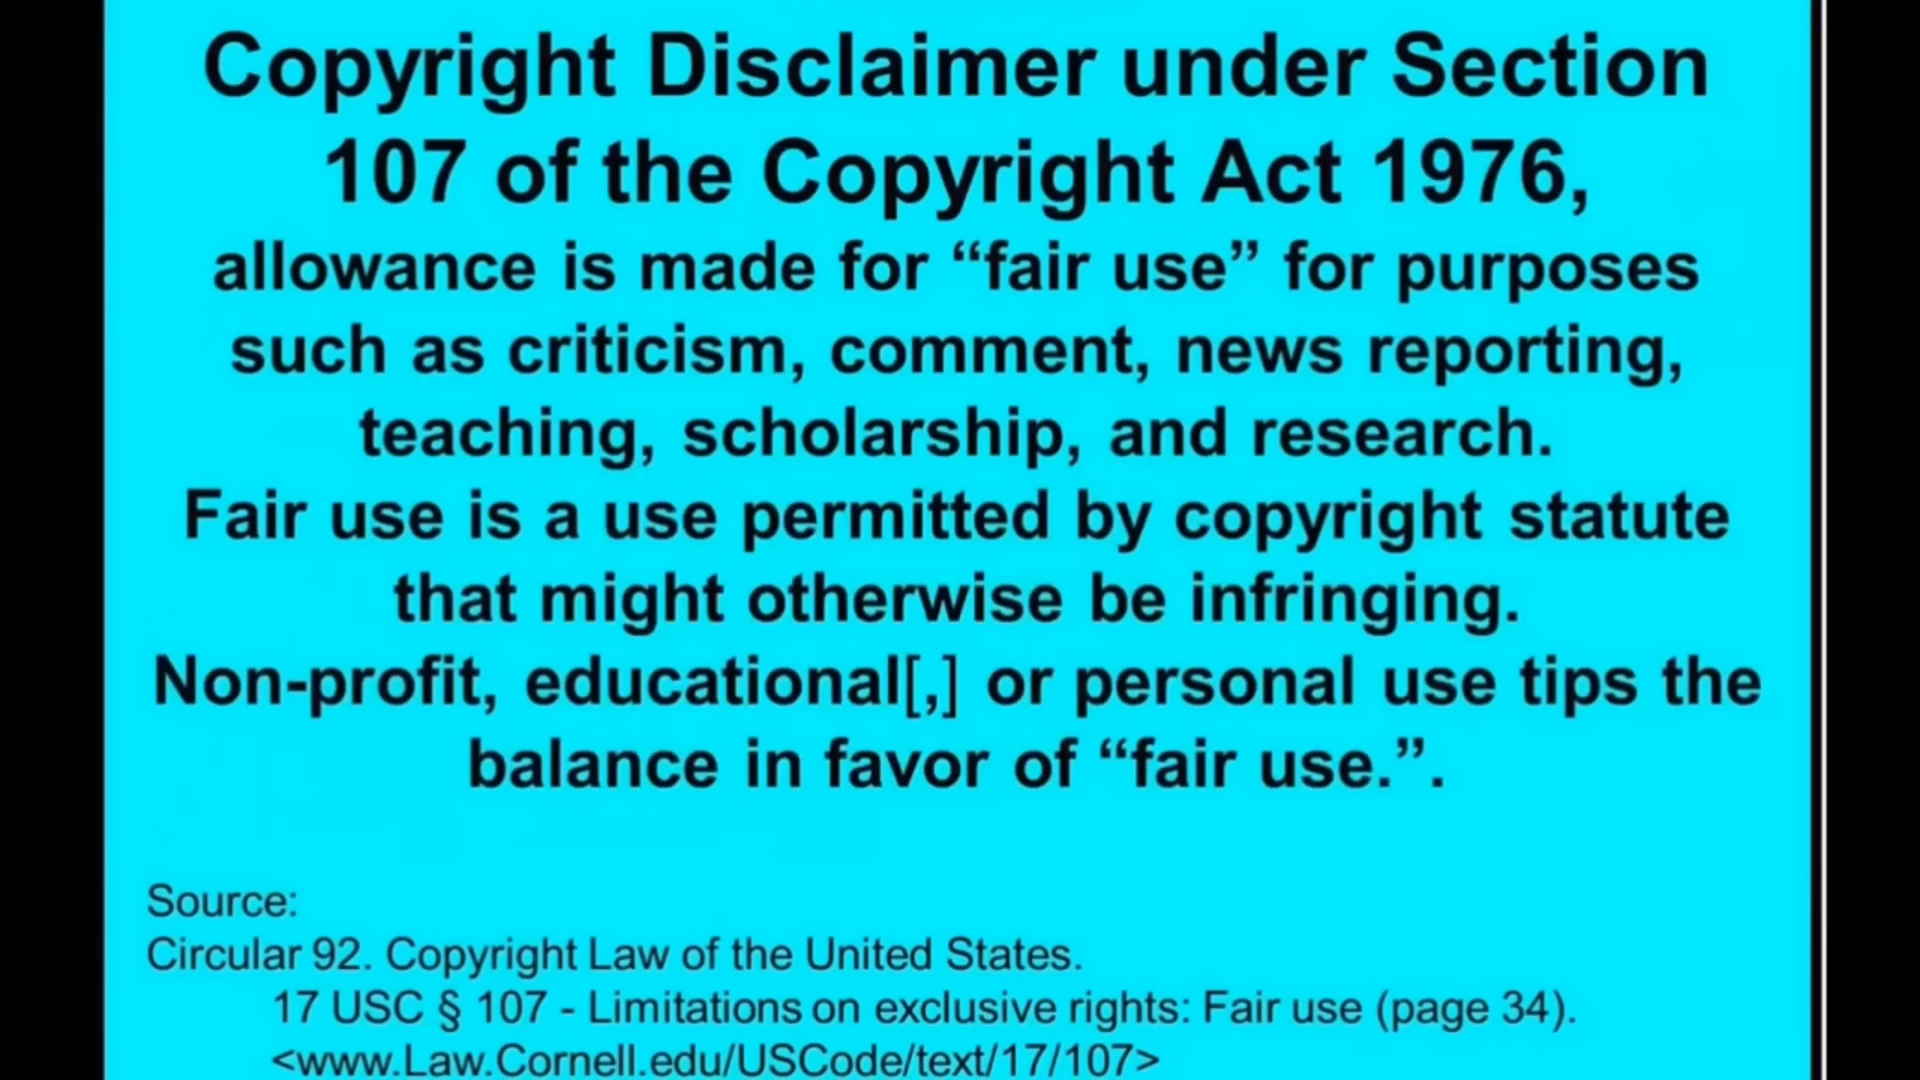 Copyright Disclaimer under Section
107 of the Copyright Act 1976,
allowance is made for “fair use” for purposes
such as criticism, comment, news reporting,
teaching, scholarship, and research.
Fair use is a use permitted by copyright statute
that might otherwise be infringing.
Non-profit, educational[,] or personal use tips the
balance in favor of “fair use.”.
Source:
Circular 92. Copyright Law of the United States.
17 USC § 107 - Limitations on exclusive rights: Fair use (page 34).
<www.Law.Cornell.edu/USCode/text/17/107>